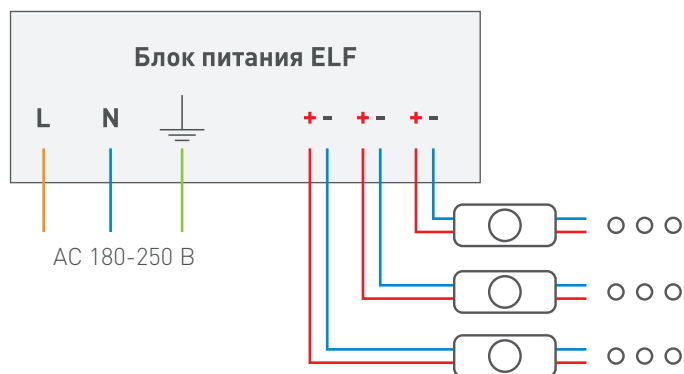 Блок питания ELF
L N + - + - + -
AC 180-250 В